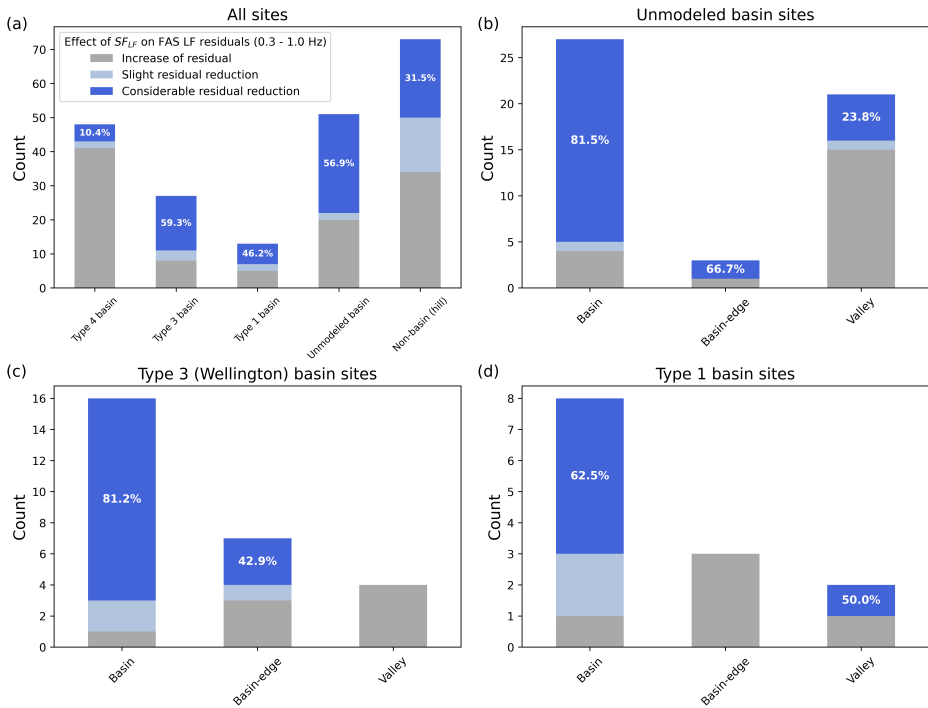 (a)
All sites
Effect of SF_LF on FAS LF residuals (0.3 - 1.0 Hz)
Increase of residual
Slight residual reduction
Considerable residual reduction
Count
70
60
50
40
30
20
10
0
10.4%
59.3%
46.2%
56.9%
31.5%
Type 4 basin
Type 3 basin
Type 1 basin
Unmodeled basin
Non-basin (hill)
(b)
Unmodeled basin sites
Count
25
20
15
10
5
0
81.5%
66.7%
23.8%
Basin
Basin-edge
Valley
(c)
Type 3 (Wellington) basin sites
Count
16
14
12
10
8
6
4
2
0
81.2%
42.9%
Basin
Basin-edge
Valley
(d)
Type 1 basin sites
Count
8
7
6
5
4
3
2
1
0
62.5%
50.0%
Basin
Basin-edge
Valley